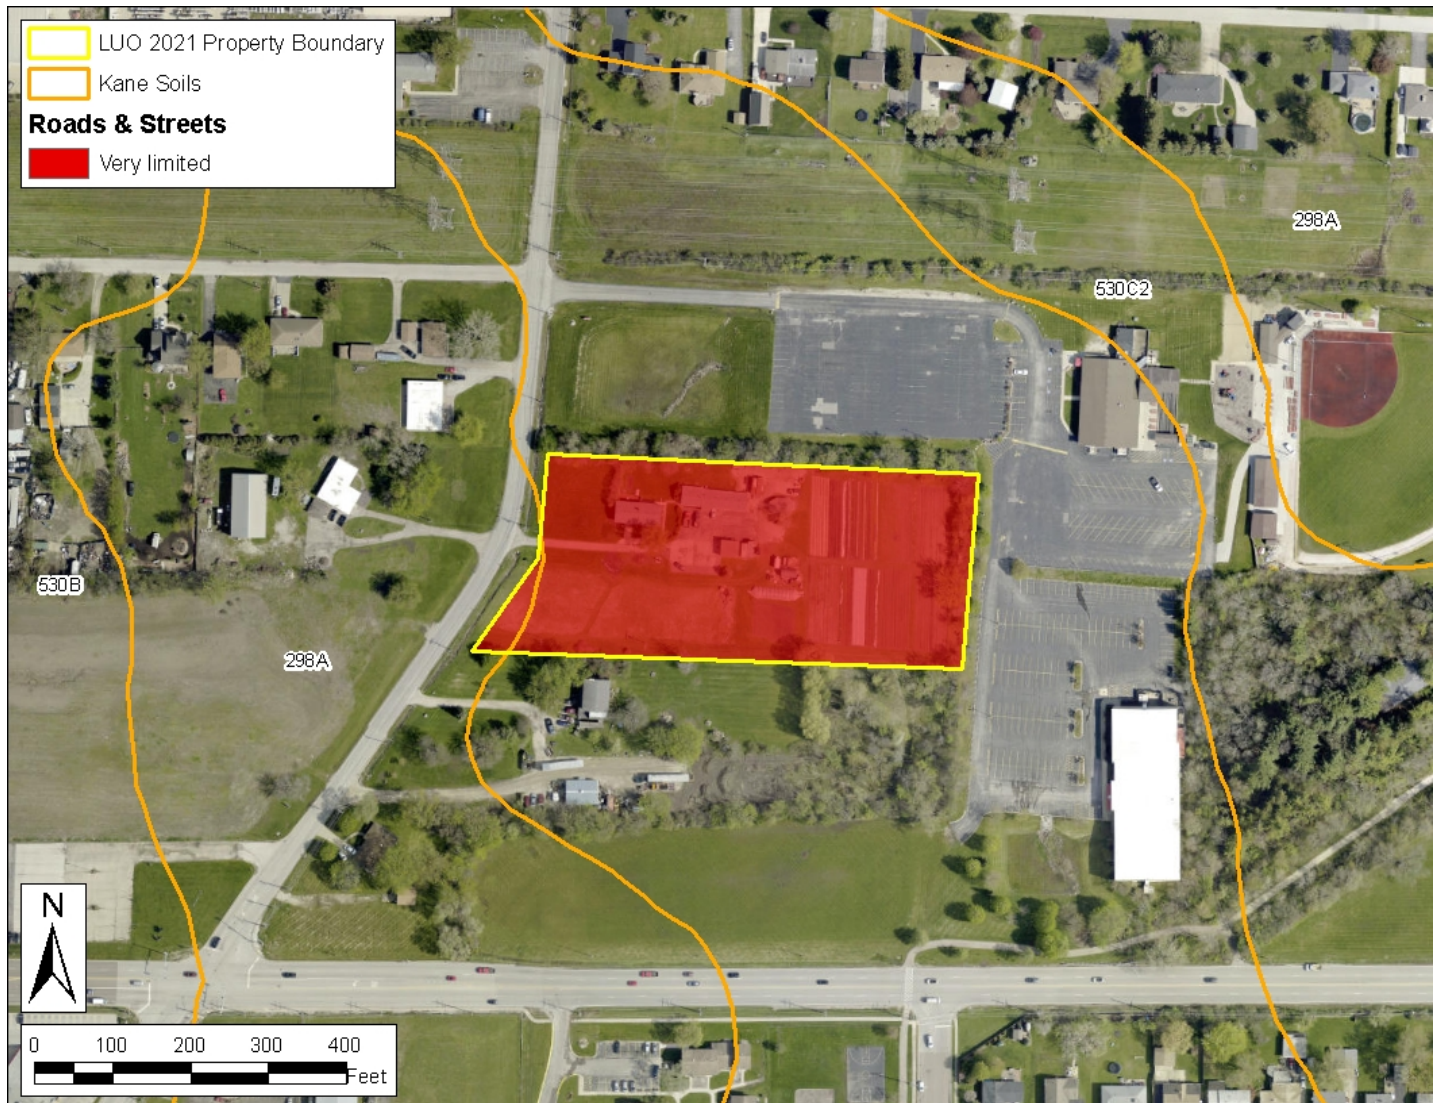 LUO 2021 Property Boundary
Kane Soils
Roads & Streets
Very limited
298A
530C2
530B
298A
N
0 100 200 300 400
Feet